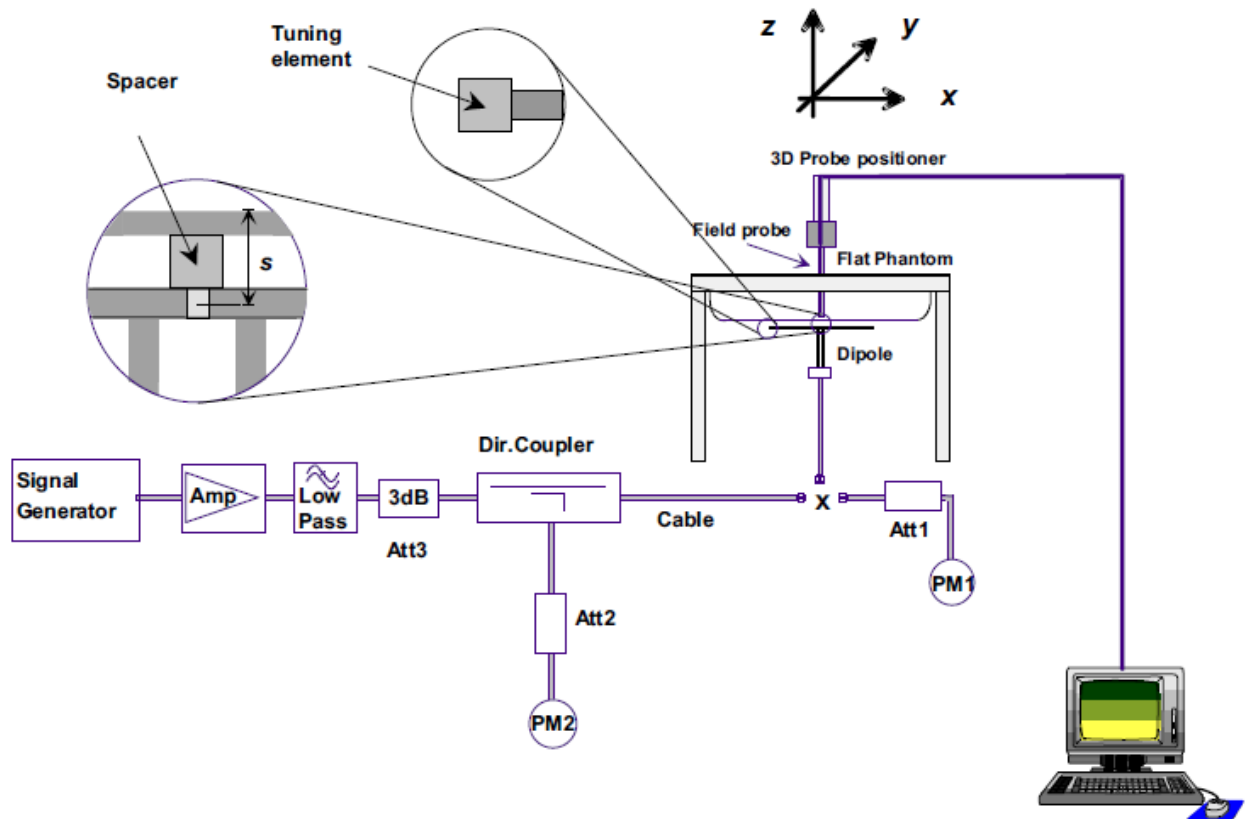 Tuning
element
z
y
Spacer
x
3D Probe positioner
Field probe
Flat Phantom
s
Dipole
Dir.Coupler
Signal
Generator
Amp
Low
Pass
3dB
Att3
Cable
X
Att1
PM1
Att2
PM2